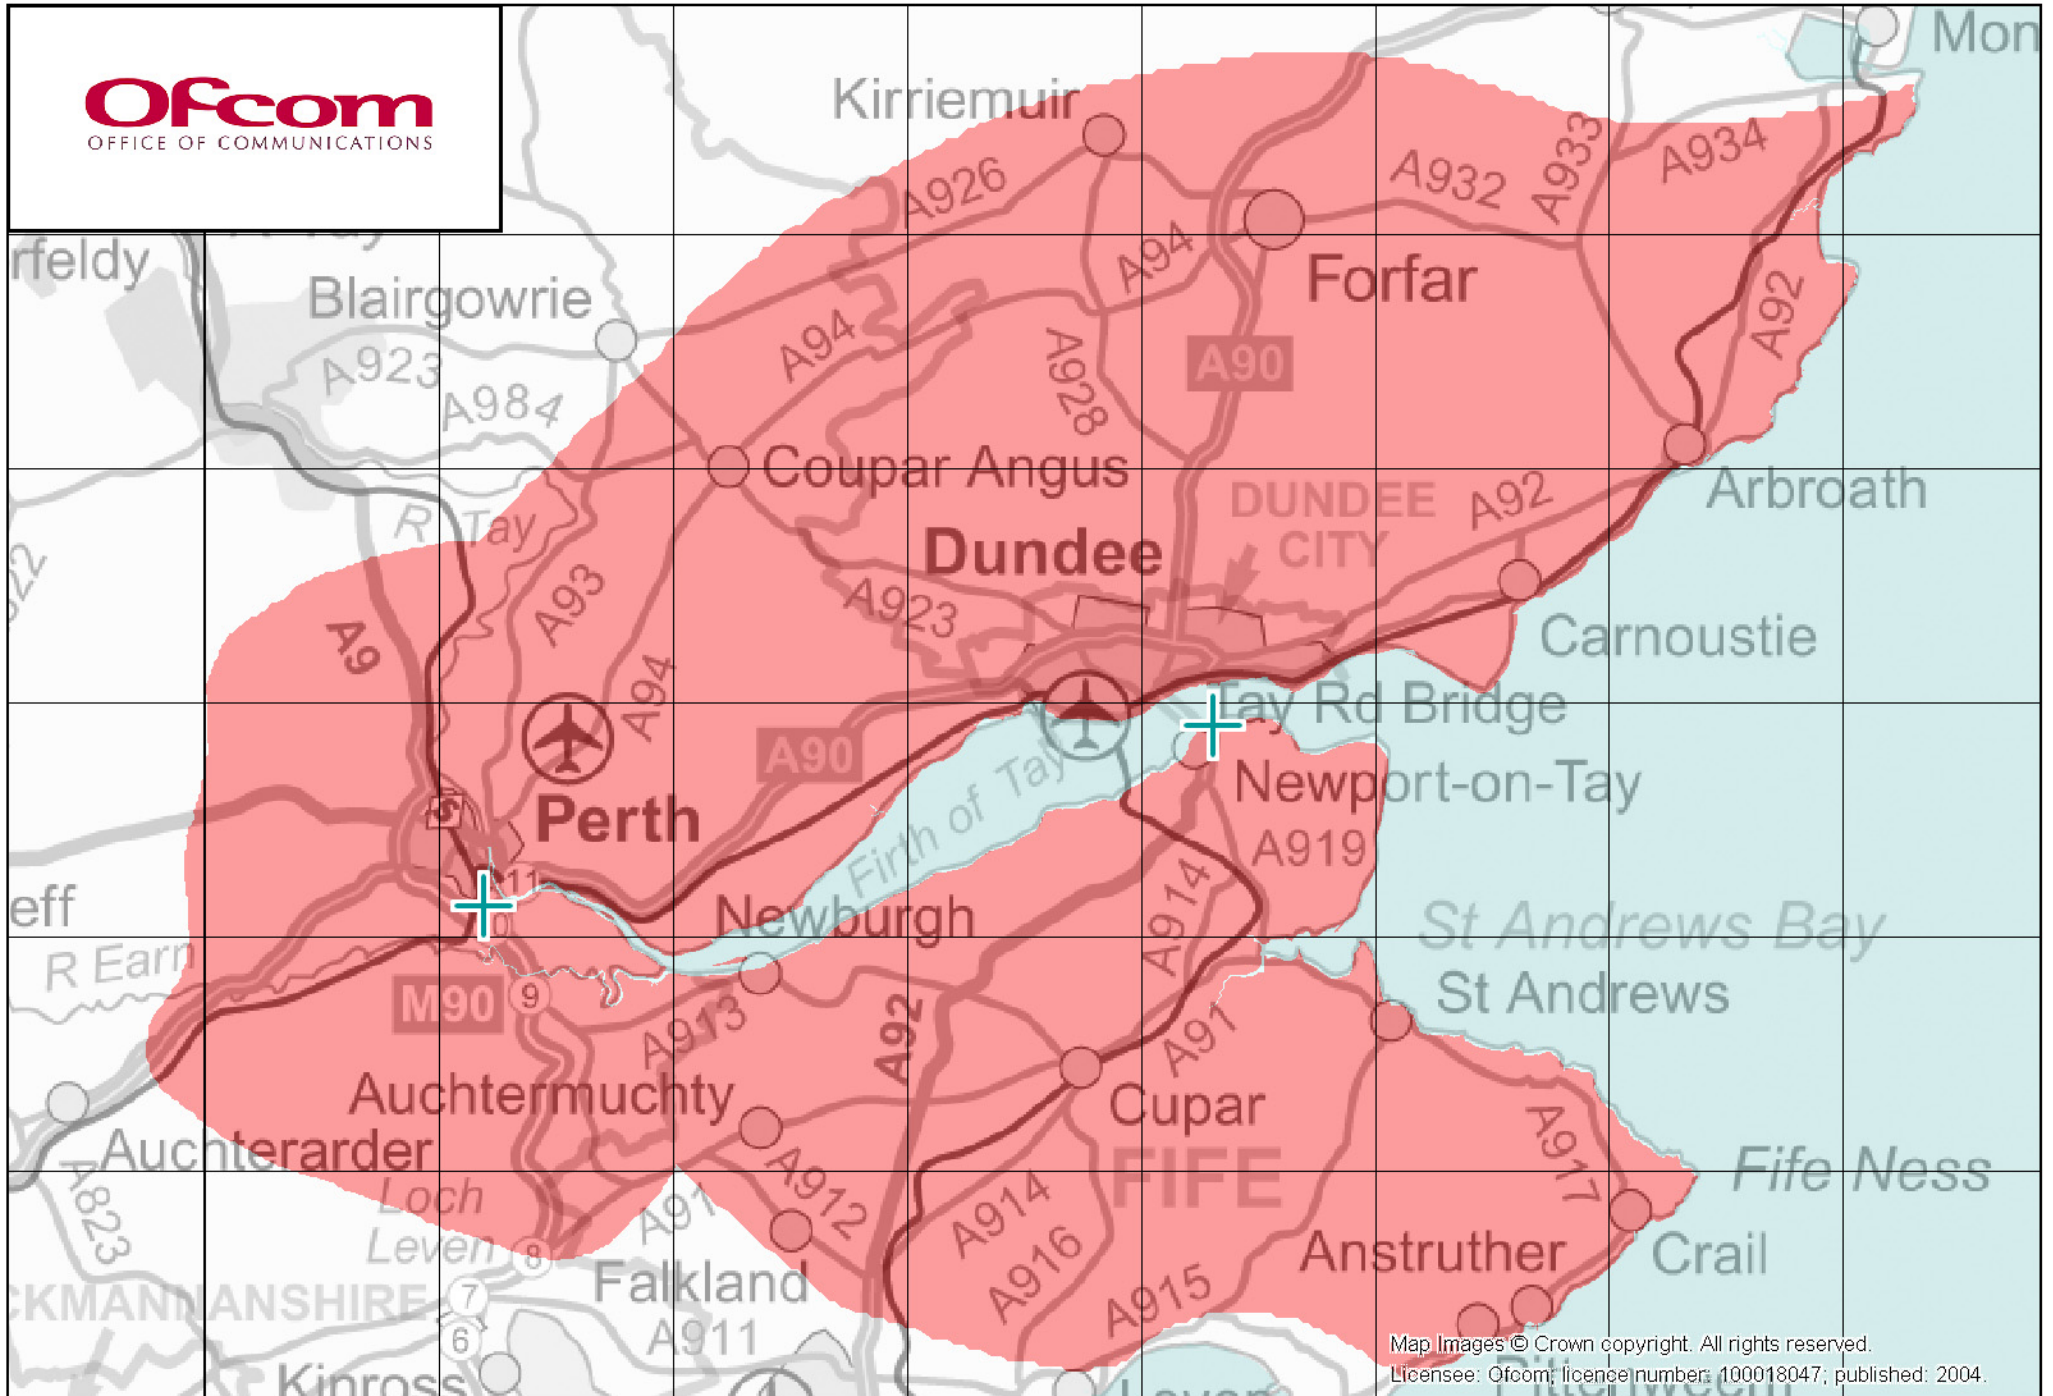 Ofcom
OFFICE OF COMMUNICATIONS
Mon
Kirriemuir
A926
A932
A933
A934
rfeldy
Blairgowrie
A94
Forfar
A92
A923
A984
A94
A928
A90
Coupar Angus
R Tay
DUNDEE
CITY
A92
Arbroath
Dundee
A9
A93
A923
Carnoustie
A94
A90
Tay Rd Bridge
Perth
Firth of Tay
Newport-on-Tay
A919
11
eff
Newburgh
A914
St Andrews Bay
R Earn
M90
9
A913
A92
A91
St Andrews
Auchtermuchty
Cupar
A917
Auchterarder
A912
FIFE
Fife Ness
A823
Loch
Leven
8
A91
A914
A916
Anstruther
Crail
CKMANNANSHIRE
7
Falkland
A915
6
A911
Kinross
Map Images © Crown copyright. All rights reserved.
Licensee: Ofcom; licence number: 100018047; published: 2004.
Leven
Pittenweem